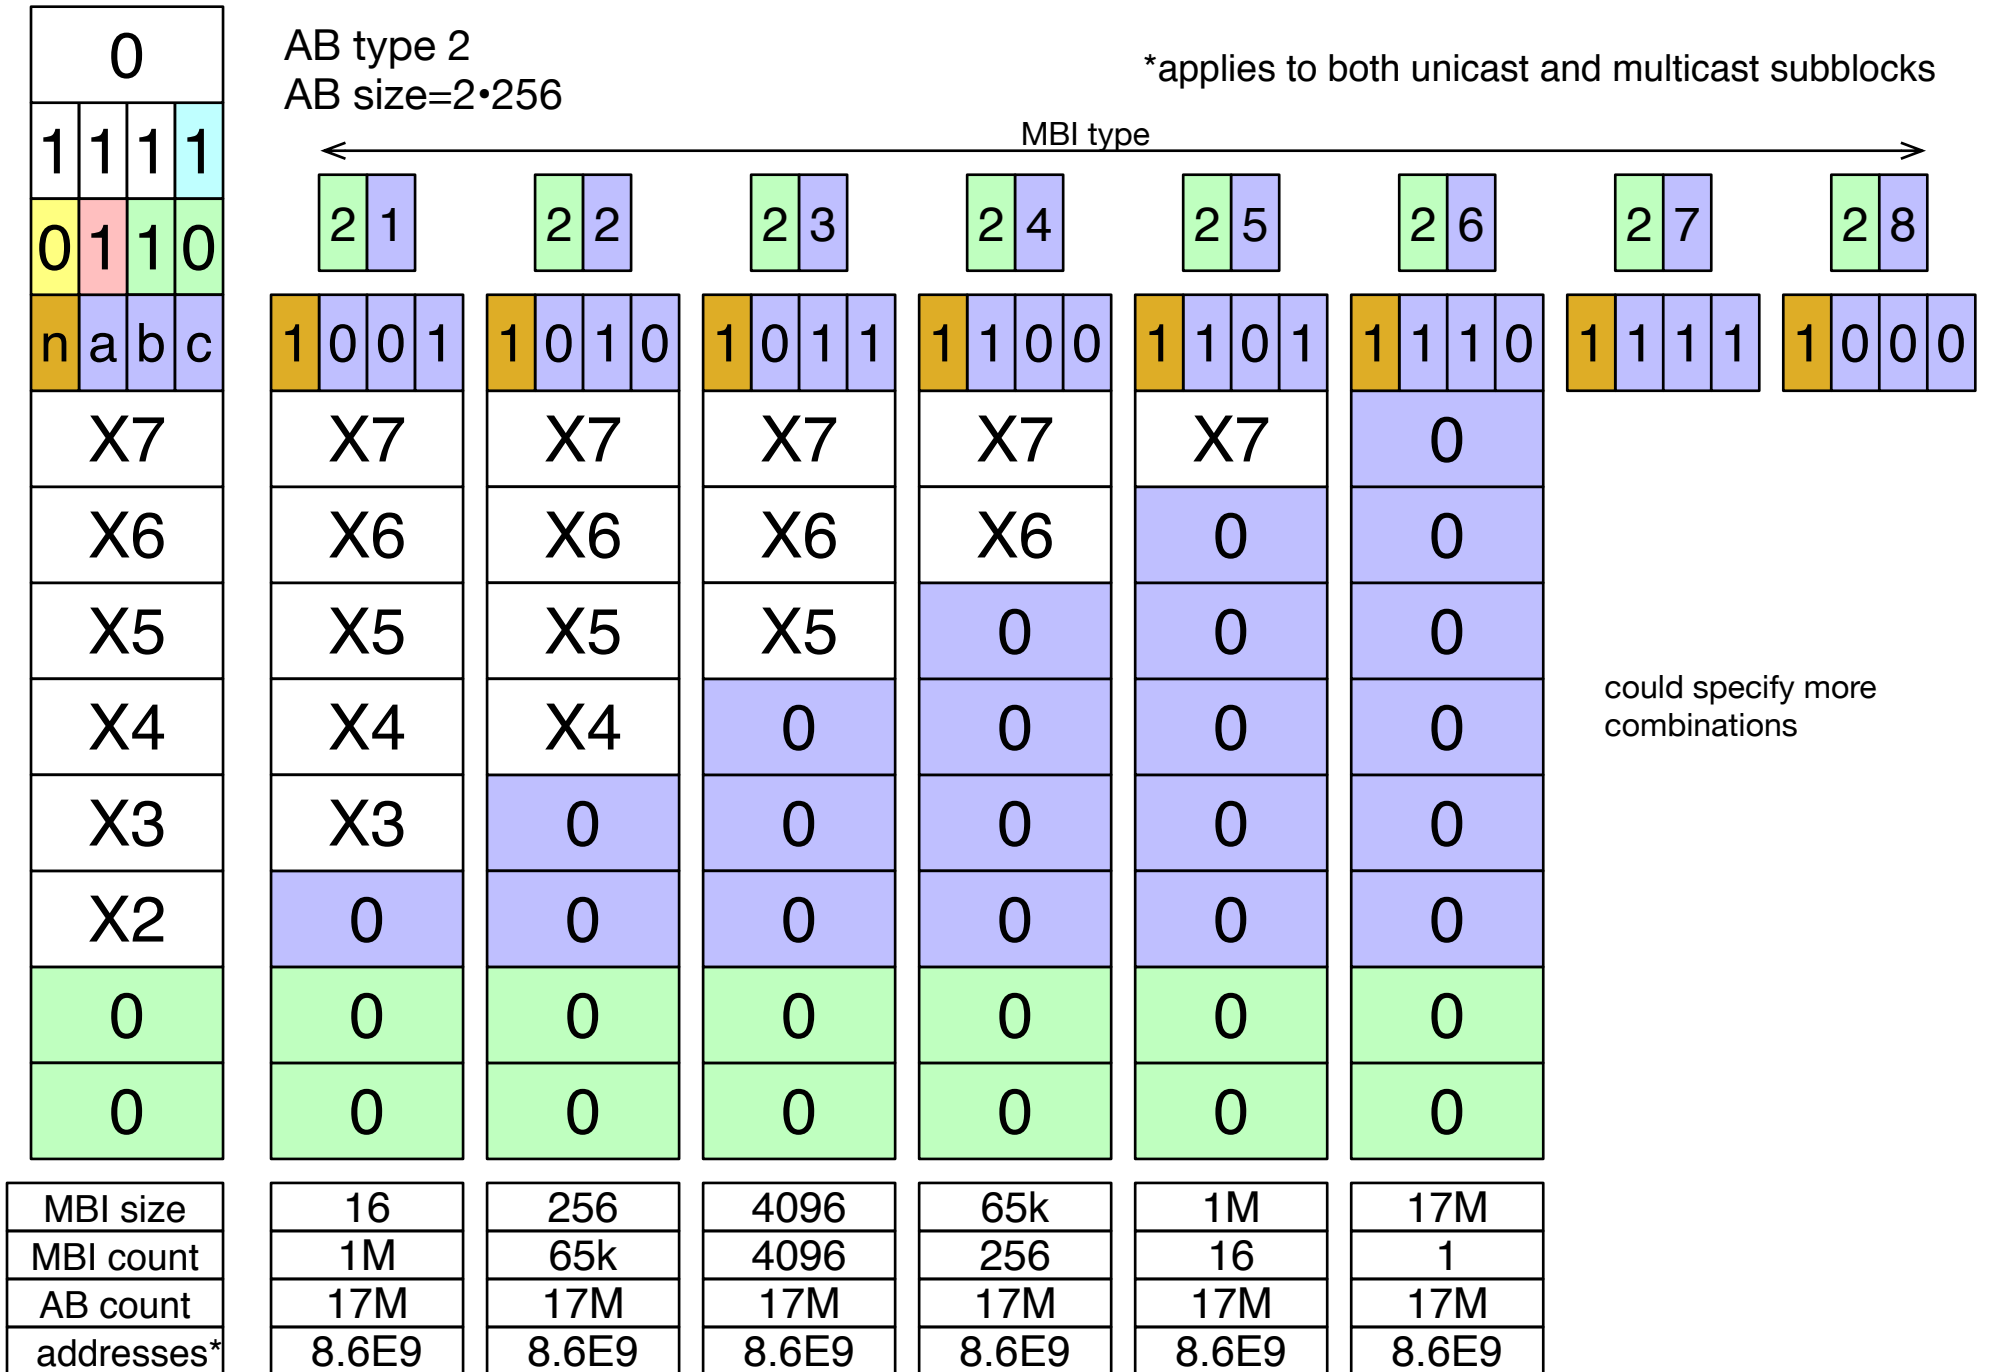 0
AB type 2
AB size=2•256
*applies to both unicast and multicast subblocks
1 1 1 1
MBI type
0 1 1 0
2 1 2 2 2 3 2 4 2 5 2 6 2 7 2 8
n a b c 1 0 0 1 1 0 1 0 1 0 1 1 1 1 0 0 1 1 0 1 1 1 1 0 1 1 1 1 1 0 0 0
X7 X7 X7 X7 X7 X7 0
X6 X6 X6 X6 X6 0 0
X5 X5 X5 X5 0 0 0
X4 X4 X4 0 0 0 0
could specify more
combinations
X3 X3 0 0 0 0 0
X2 0 0 0 0 0 0
0 0 0 0 0 0 0
0 0 0 0 0 0 0
MBI size 16 256 4096 65k 1M 17M
MBI count 1M 65k 4096 256 16 1
AB count 17M 17M 17M 17M 17M 17M
addresses* 8.6E9 8.6E9 8.6E9 8.6E9 8.6E9 8.6E9